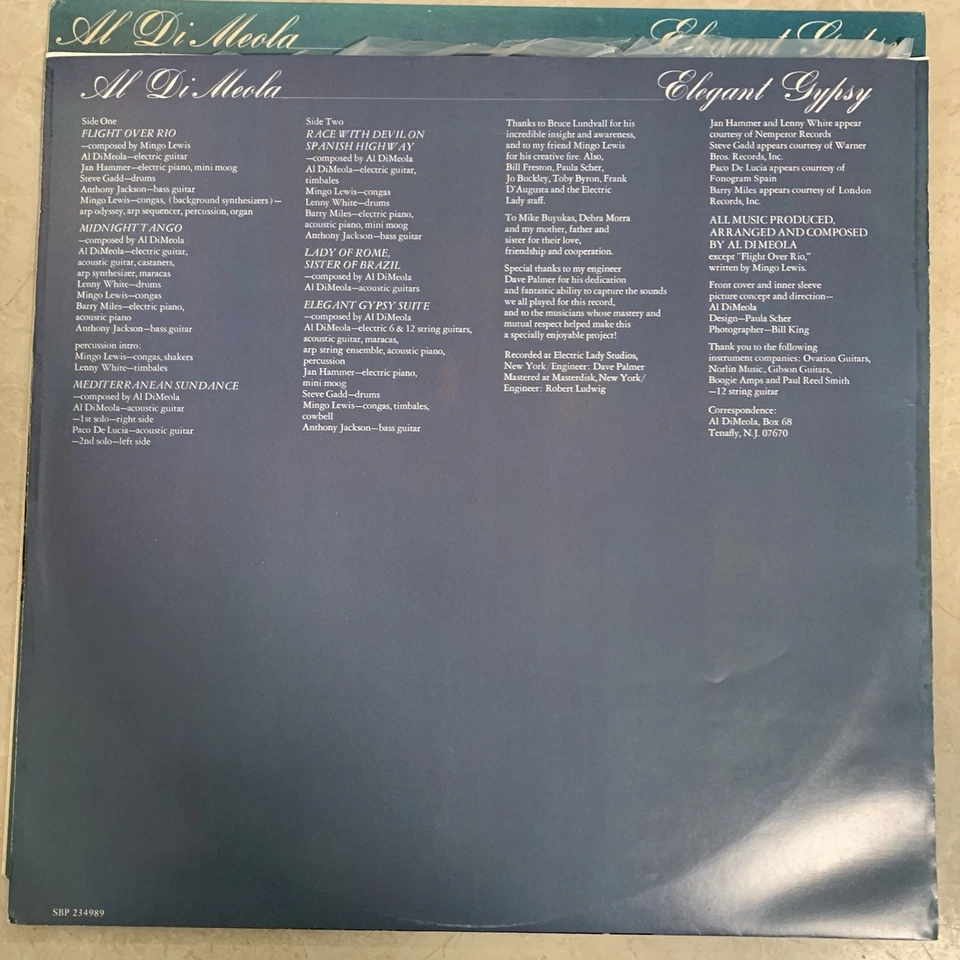 Al Di Meola Elegant Gypsy
Al Di Meola Elegant Gypsy
Side One
FLIGHT OVER RIO
—composed by Mingo Lewis
Al DiMeola—electric guitar
Jan Hammer—electric piano, mini moog
Steve Gadd—drums
Anthony Jackson—bass guitar
Mingo Lewis—congas, (background synthesizers)—
arp odyssey, arp sequencer, percussion, organ
MIDNIGHT TANGO
—composed by Al DiMeola
Al DiMeola—electric guitar,
acoustic guitar, castanets,
arp synthesizer, maracas
Lenny White—drums
Mingo Lewis—congas
Barry Miles—electric piano,
acoustic piano
Anthony Jackson—bass guitar
percussion intro:
Mingo Lewis—congas, shakers
Lenny White—timbales
MEDITERRANEAN SUNDANCE
—composed by Al DiMeola
Al DiMeola—acoustic guitar
—1st solo—right side
Paco De Lucia—acoustic guitar
—2nd solo—left side
Side Two
RACE WITH DEVIL ON
SPANISH HIGHWAY
—composed by Al DiMeola
Al DiMeola—electric guitar,
timbales
Mingo Lewis—congas
Lenny White—drums
Barry Miles—electric piano,
acoustic piano, mini moog
Anthony Jackson—bass guitar
LADY OF ROME,
SISTER OF BRAZIL
—composed by Al DiMeola
Al DiMeola—acoustic guitars
ELEGANT GYPSY SUITE
—composed by Al DiMeola
Al DiMeola—electric 6 & 12 string guitars,
acoustic guitar, maracas,
arp string ensemble, acoustic piano,
percussion
Jan Hammer—electric piano,
mini moog
Steve Gadd—drums
Mingo Lewis—congas, timbales,
cowbell
Anthony Jackson—bass guitar
Thanks to Bruce Lundvall for his
incredible insight and awareness,
and to my friend Mingo Lewis
for his creative fire. Also,
Bill Freston, Paula Scher,
Jo Buckley, Toby Byron, Frank
D'Augusta and the Electric
Lady staff.
To Mike Buyukas, Debra Morra
and my mother, father and
sister for their love,
friendship and cooperation.
Special thanks to my engineer
Dave Palmer for his dedication
and fantastic ability to capture the sounds
we all played for this record,
and to the musicians whose mastery and
mutual respect helped make this
a specially enjoyable project!
Recorded at Electric Lady Studios,
New York/Engineer: Dave Palmer
Mastered at Masterdisk, New York/
Engineer: Robert Ludwig
Jan Hammer and Lenny White appear
courtesy of Nemperor Records
Steve Gadd appears courtesy of Warner
Bros. Records, Inc.
Paco De Lucia appears courtesy of
Fonogram Spain
Barry Miles appears courtesy of London
Records, Inc.
ALL MUSIC PRODUCED,
ARRANGED AND COMPOSED
BY AL DIMEOLA
except "Flight Over Rio,"
written by Mingo Lewis.
Front cover and inner sleeve
picture concept and direction—
Al DiMeola
Design—Paula Scher
Photographer—Bill King
Thank you to the following
instrument companies: Ovation Guitars,
Norlin Music, Gibson Guitars,
Boogie Amps and Paul Reed Smith
—12 string guitar
Correspondence:
Al DiMeola, Box 68
Tenafly, N.J. 07670
SBP 234989